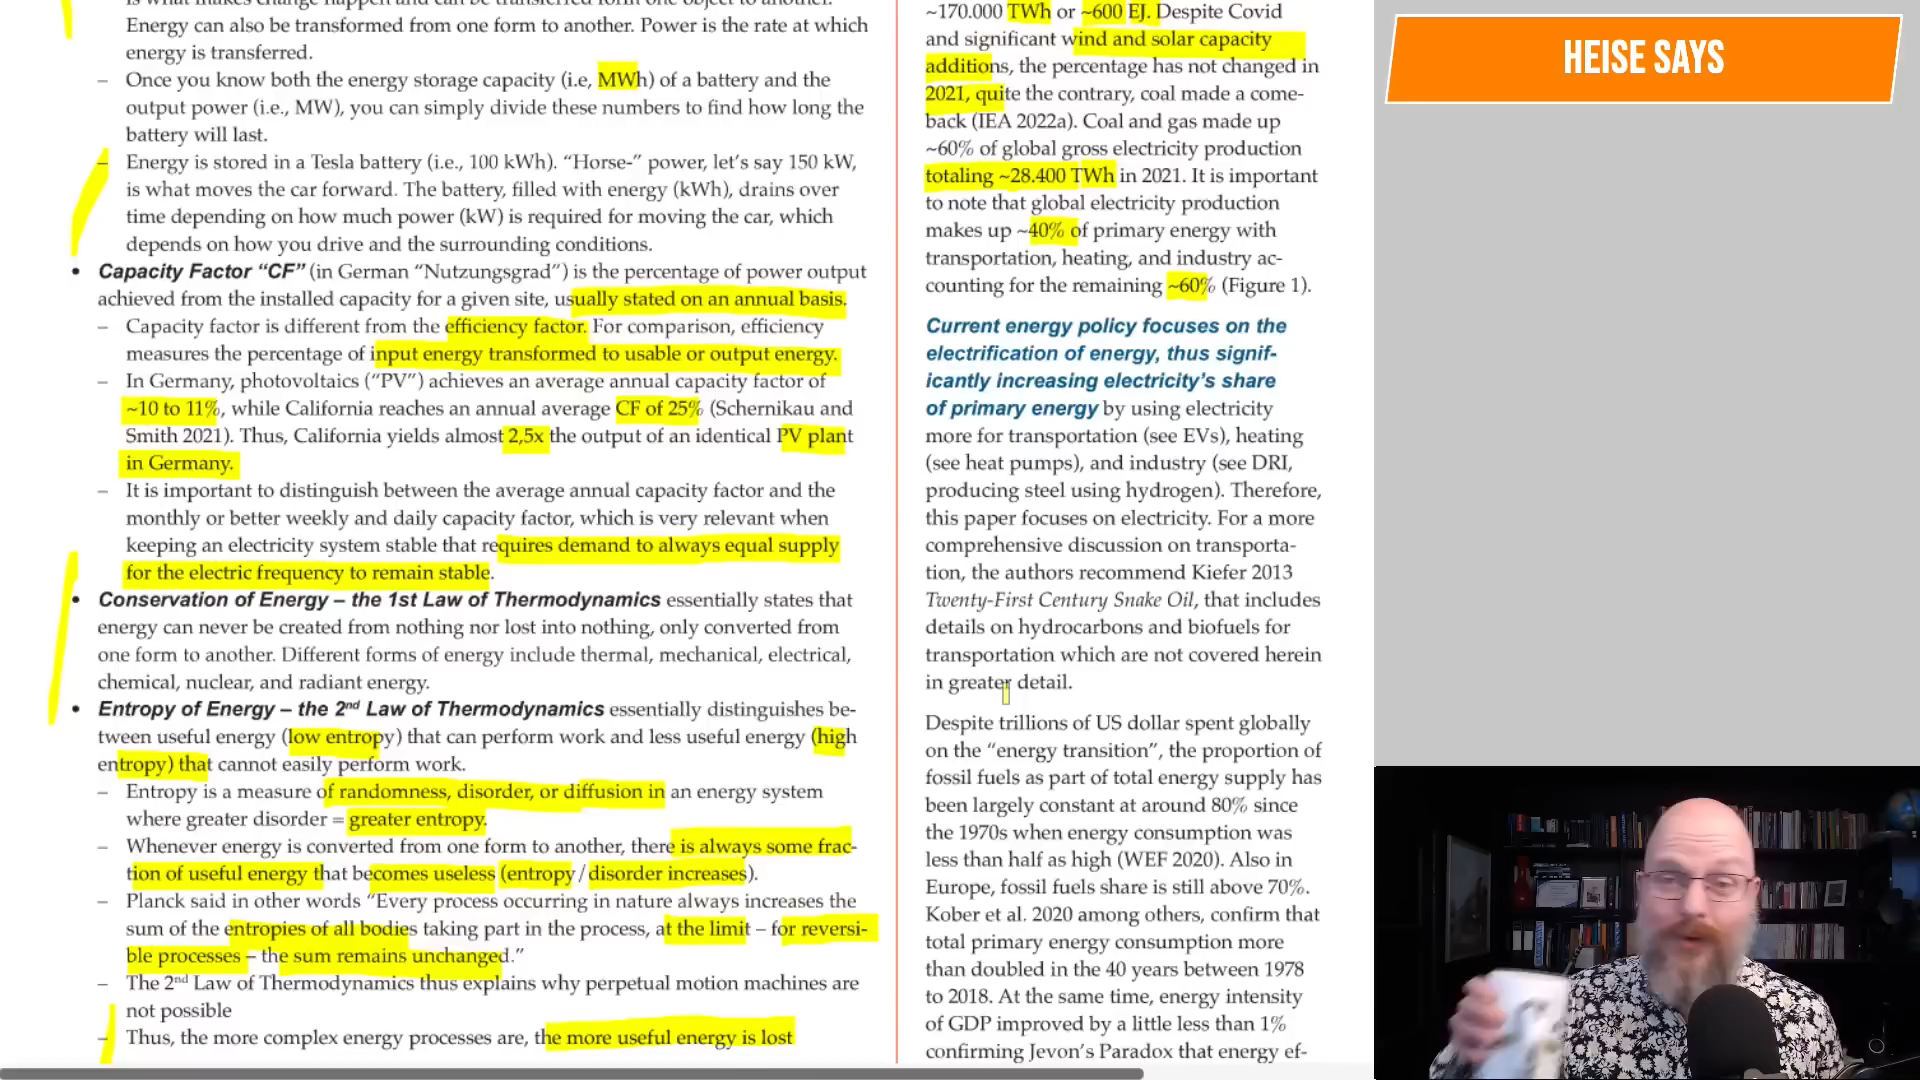 is what makes change happen and can be transferred form one object to another.
Energy can also be transformed from one form to another. Power is the rate at which
energy is transferred.
– Once you know both the energy storage capacity (i.e, MWh) of a battery and the
output power (i.e., MW), you can simply divide these numbers to find how long the
battery will last.
– Energy is stored in a Tesla battery (i.e., 100 kWh). “Horse-” power, let’s say 150 kW,
is what moves the car forward. The battery, filled with energy (kWh), drains over
time depending on how much power (kW) is required for moving the car, which
depends on how you drive and the surrounding conditions.
• Capacity Factor “CF” (in German “Nutzungsgrad”) is the percentage of power output
achieved from the installed capacity for a given site, usually stated on an annual basis.
– Capacity factor is different from the efficiency factor. For comparison, efficiency
measures the percentage of input energy transformed to usable or output energy.
– In Germany, photovoltaics (“PV”) achieves an average annual capacity factor of
~10 to 11%, while California reaches an annual average CF of 25% (Schernikau and
Smith 2021). Thus, California yields almost 2,5x the output of an identical PV plant
in Germany.
– It is important to distinguish between the average annual capacity factor and the
monthly or better weekly and daily capacity factor, which is very relevant when
keeping an electricity system stable that requires demand to always equal supply
for the electric frequency to remain stable.
• Conservation of Energy – the 1st Law of Thermodynamics essentially states that
energy can never be created from nothing nor lost into nothing, only converted from
one form to another. Different forms of energy include thermal, mechanical, electrical,
chemical, nuclear, and radiant energy.
• Entropy of Energy – the 2nd Law of Thermodynamics essentially distinguishes be-
tween useful energy (low entropy) that can perform work and less useful energy (high
entropy) that cannot easily perform work.
– Entropy is a measure of randomness, disorder, or diffusion in an energy system
where greater disorder = greater entropy.
– Whenever energy is converted from one form to another, there is always some frac-
tion of useful energy that becomes useless (entropy/disorder increases).
– Planck said in other words “Every process occurring in nature always increases the
sum of the entropies of all bodies taking part in the process, at the limit – for reversi-
ble processes – the sum remains unchanged.”
– The 2nd Law of Thermodynamics thus explains why perpetual motion machines are
not possible
– Thus, the more complex energy processes are, the more useful energy is lost
~170.000 TWh or ~600 EJ. Despite Covid
and significant wind and solar capacity
additions, the percentage has not changed in
2021, quite the contrary, coal made a come-
back (IEA 2022a). Coal and gas made up
~60% of global gross electricity production
totaling ~28.400 TWh in 2021. It is important
to note that global electricity production
makes up ~40% of primary energy with
transportation, heating, and industry ac-
counting for the remaining ~60% (Figure 1).
Current energy policy focuses on the
electrification of energy, thus signif-
icantly increasing electricity’s share
of primary energy by using electricity
more for transportation (see EVs), heating
(see heat pumps), and industry (see DRI,
producing steel using hydrogen). Therefore,
this paper focuses on electricity. For a more
comprehensive discussion on transporta-
tion, the authors recommend Kiefer 2013
Twenty-First Century Snake Oil, that includes
details on hydrocarbons and biofuels for
transportation which are not covered herein
in greater detail.
Despite trillions of US dollar spent globally
on the “energy transition”, the proportion of
fossil fuels as part of total energy supply has
been largely constant at around 80% since
the 1970s when energy consumption was
less than half as high (WEF 2020). Also in
Europe, fossil fuels share is still above 70%.
Kober et al. 2020 among others, confirm that
total primary energy consumption more
than doubled in the 40 years between 1978
to 2018. At the same time, energy intensity
of GDP improved by a little less than 1%
confirming Jevon’s Paradox that energy ef-
HEISE SAYS